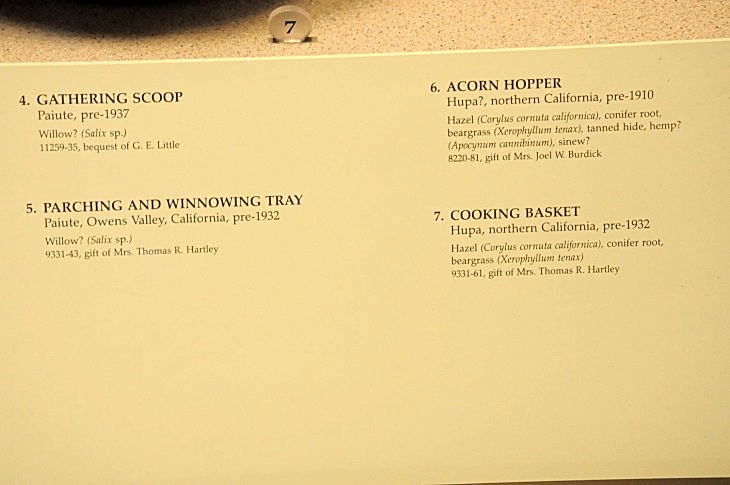 7
4. GATHERING SCOOP
Paiute, pre-1937
Willow? (Salix sp.)
11259-35, bequest of G. E. Little
5. PARCHING AND WINNOWING TRAY
Paiute, Owens Valley, California, pre-1932
Willow? (Salix sp.)
9331-43, gift of Mrs. Thomas R. Hartley
6. ACORN HOPPER
Hupa?, northern California, pre-1910
Hazel (Corylus cornuta californica), conifer root,
beargrass (Xerophyllum tenax), tanned hide, hemp?
(Apocynum cannibinum), sinew?
8220-81, gift of Mrs. Joel W. Burdick
7. COOKING BASKET
Hupa, northern California, pre-1932
Hazel (Corylus cornuta californica), conifer root,
beargrass (Xerophyllum tenax)
9331-61, gift of Mrs. Thomas R. Hartley